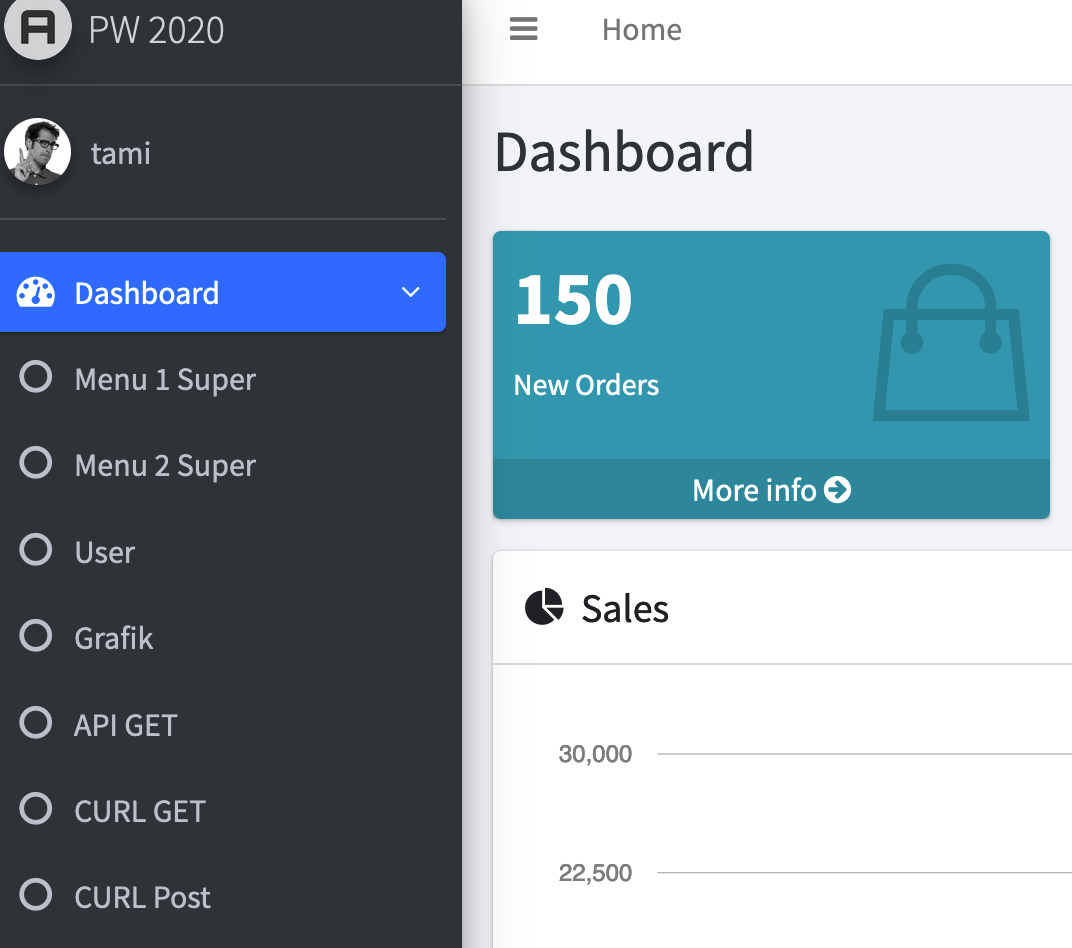 PW 2020
tami
Dashboard
Menu 1 Super
Menu 2 Super
User
Grafik
API GET
CURL GET
CURL Post
Home
Dashboard
150
New Orders
More info
Sales
30,000
22,500